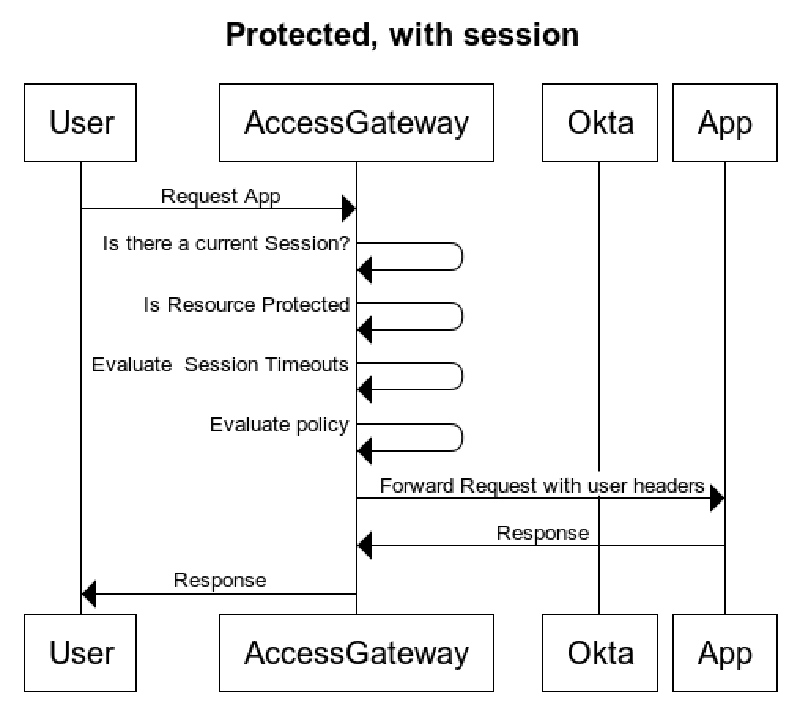 Protected, with session
User
AccessGateway
Okta
App
Request App
Is there a current Session?
Is Resource Protected
Evaluate  Session Timeouts
Evaluate policy
Forward Request with user headers
Response
Response
User
AccessGateway
Okta
App